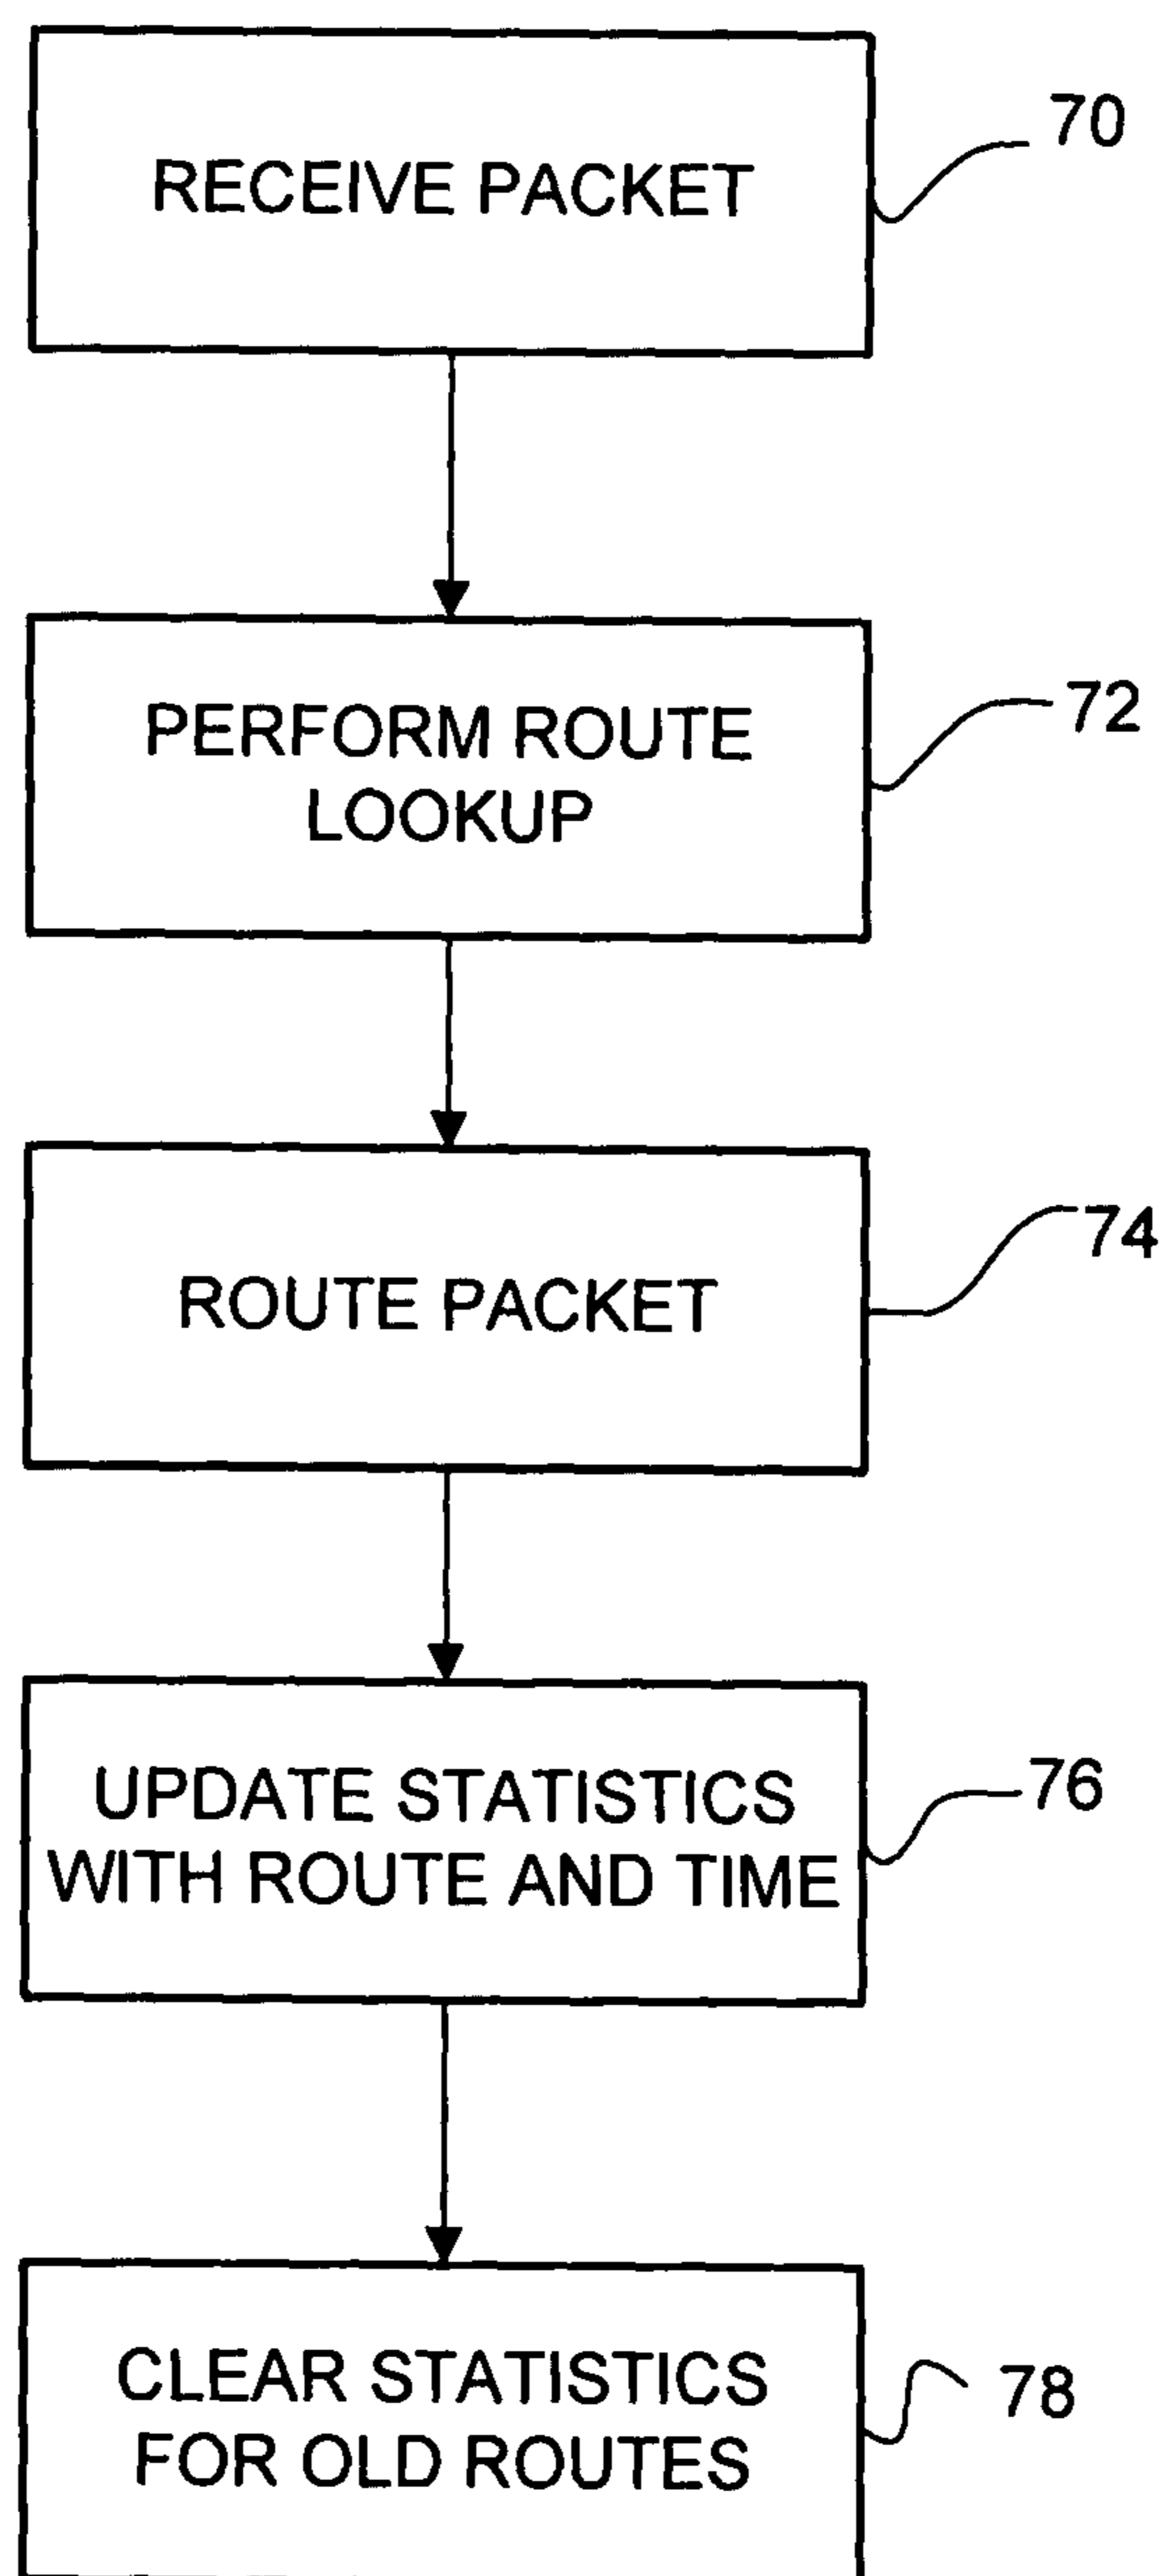 RECEIVE PACKET
70
PERFORM ROUTE
LOOKUP
72
ROUTE PACKET
74
UPDATE STATISTICS
WITH ROUTE AND TIME
76
CLEAR STATISTICS
FOR OLD ROUTES
78